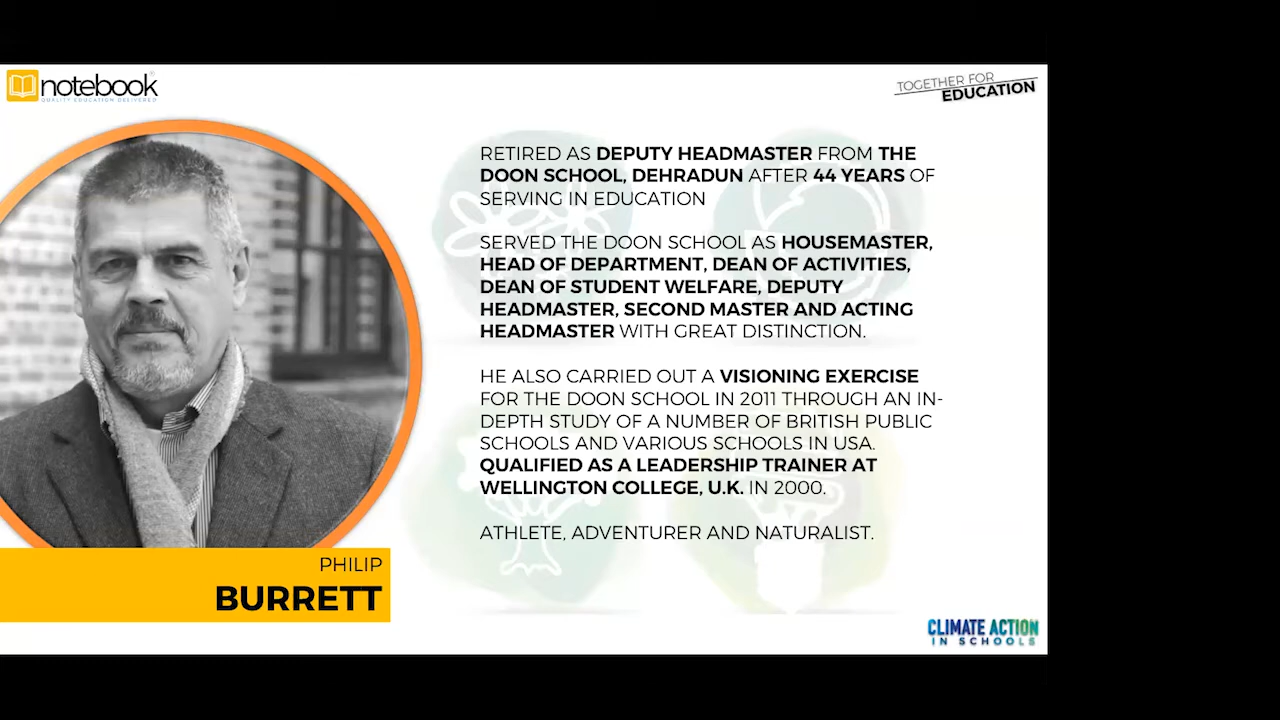 notebook
QUALITY EDUCATION DELIVERED
TOGETHER FOR
EDUCATION
RETIRED AS DEPUTY HEADMASTER FROM THE
DOON SCHOOL, DEHRADUN AFTER 44 YEARS OF
SERVING IN EDUCATION
SERVED THE DOON SCHOOL AS HOUSEMASTER,
HEAD OF DEPARTMENT, DEAN OF ACTIVITIES,
DEAN OF STUDENT WELFARE, DEPUTY
HEADMASTER, SECOND MASTER AND ACTING
HEADMASTER WITH GREAT DISTINCTION.
HE ALSO CARRIED OUT A VISIONING EXERCISE
FOR THE DOON SCHOOL IN 2011 THROUGH AN IN-
DEPTH STUDY OF A NUMBER OF BRITISH PUBLIC
SCHOOLS AND VARIOUS SCHOOLS IN USA.
QUALIFIED AS A LEADERSHIP TRAINER AT
WELLINGTON COLLEGE, U.K. IN 2000.
ATHLETE, ADVENTURER AND NATURALIST.
PHILIP
BURRETT
CLIMATE ACTION
IN SCHOOLS